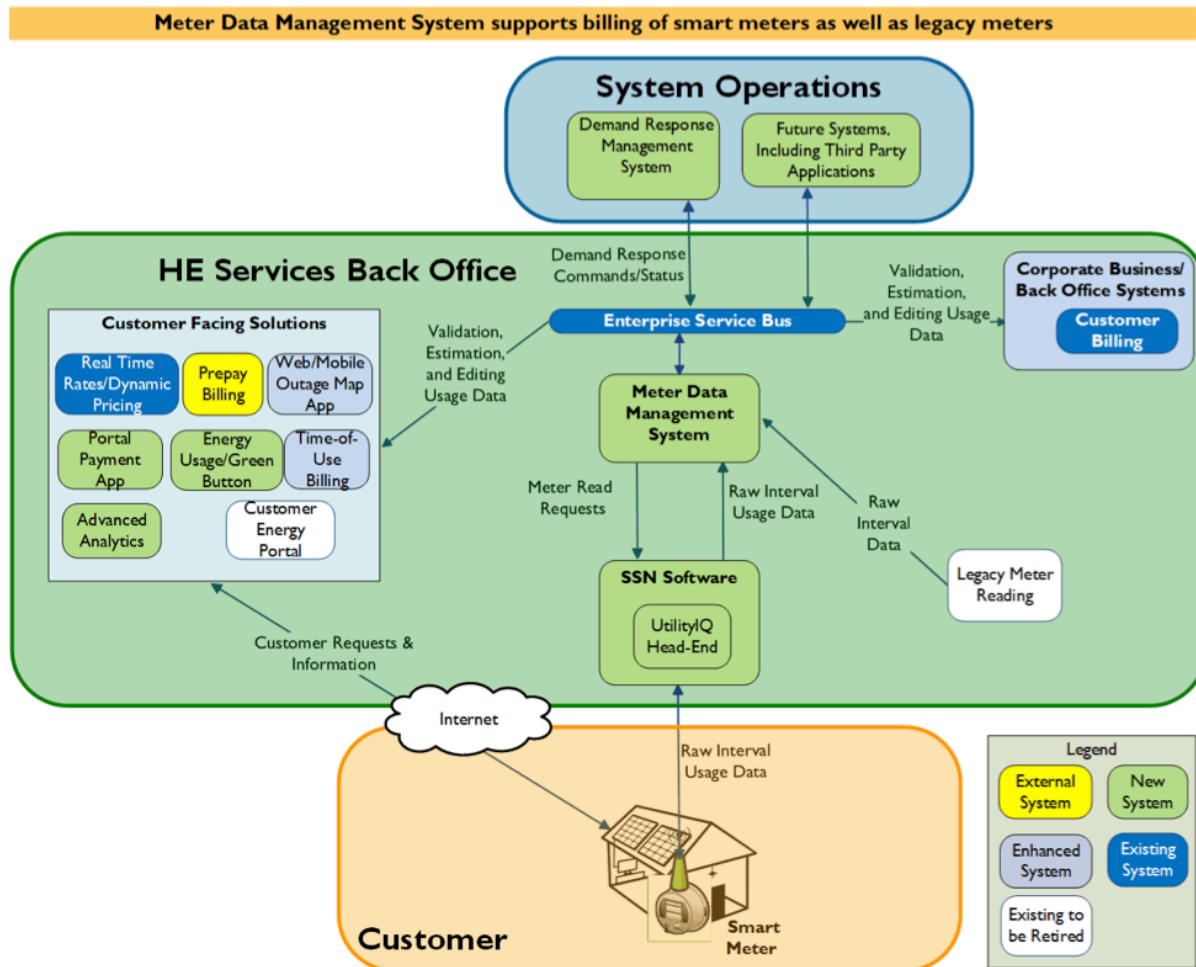 Meter Data Management System supports billing of smart meters as well as legacy meters
System Operations
Demand Response
Management
System
Future Systems,
Including Third Party
Applications
HE Services Back Office
Demand Response
Commands/Status
Validation,
Estimation,
and Editing Usage
Data
Corporate Business/
Back Office Systems
Customer
Billing
Enterprise Service Bus
Customer Facing Solutions
Real Time
Rates/Dynamic
Pricing
Prepay
Billing
Web/Mobile
Outage Map
App
Portal
Payment
App
Energy
Usage/Green
Button
Time-of-
Use
Billing
Advanced
Analytics
Customer
Energy
Portal
Validation,
Estimation,
and Editing
Usage Data
Meter Data
Management
System
Meter Read
Requests
Raw Interval
Usage Data
Raw
Interval
Data
SSN Software
UtilityIQ
Head-End
Legacy Meter
Reading
Customer Requests &
Information
Internet
Raw Interval
Usage Data
Smart
Meter
Customer
Legend
External
System
New
System
Enhanced
System
Existing
System
Existing to
be Retired